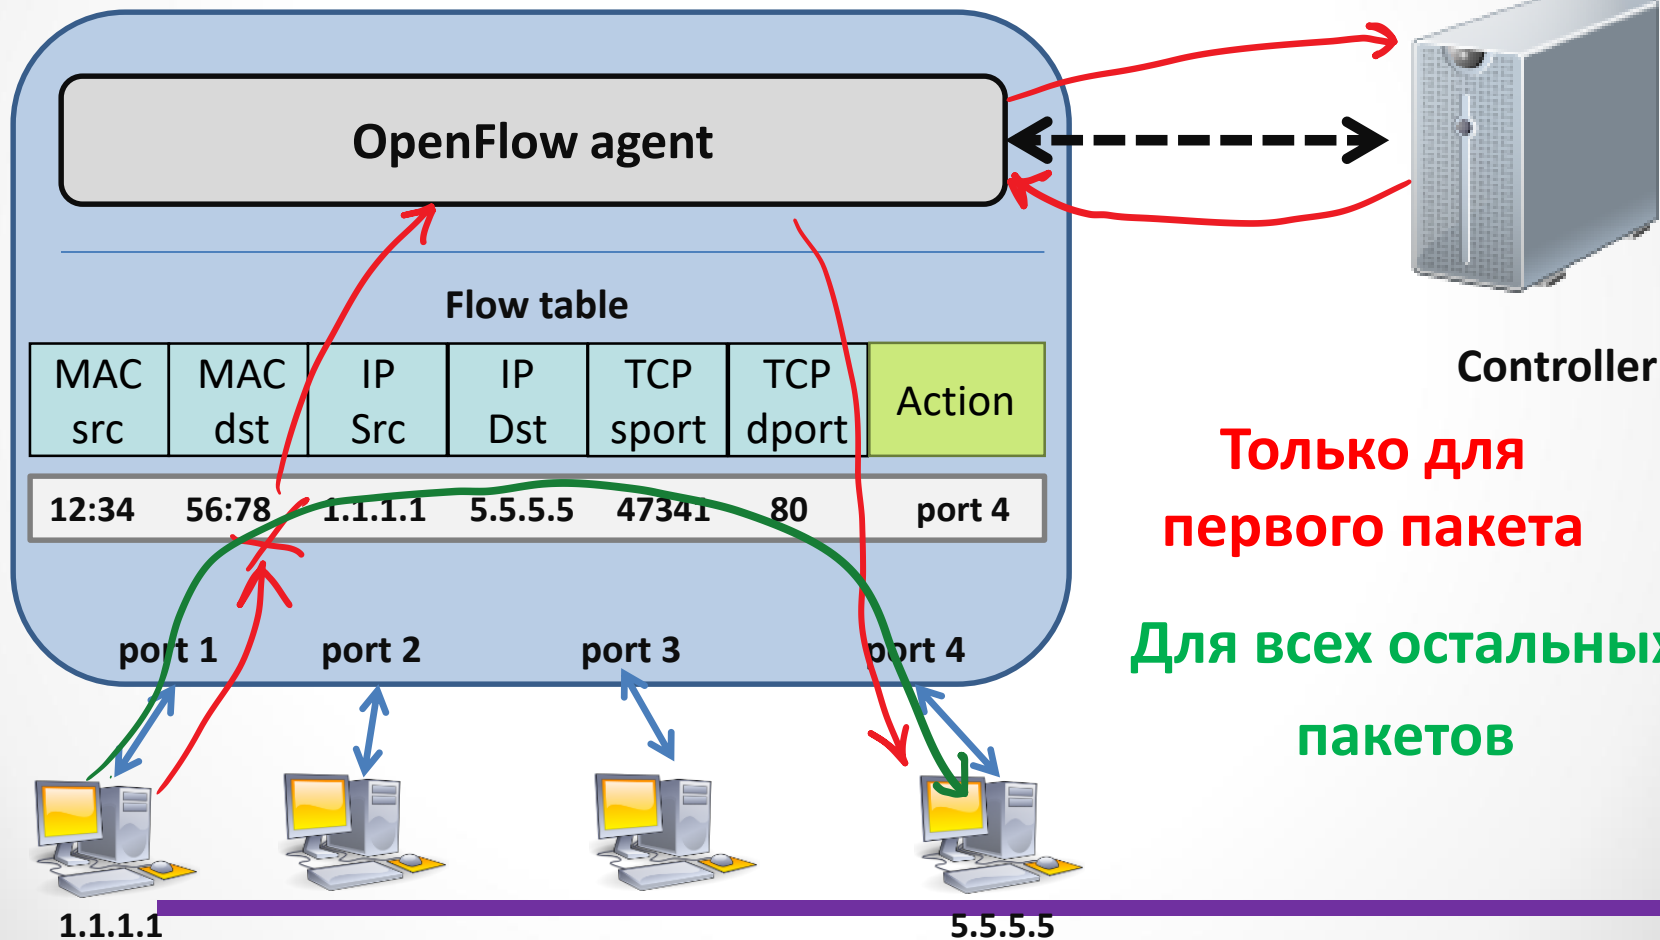 OpenFlow agent
Flow table
MAC src
MAC dst
IP Src
IP Dst
TCP sport
TCP dport
Action
12:34 56:78 1.1.1.1 5.5.5.5 47341 80 port 4
port 1 port 2 port 3 port 4
1.1.1.1 5.5.5.5
Controller
Только для
первого пакета
Для всех остальных
пакетов